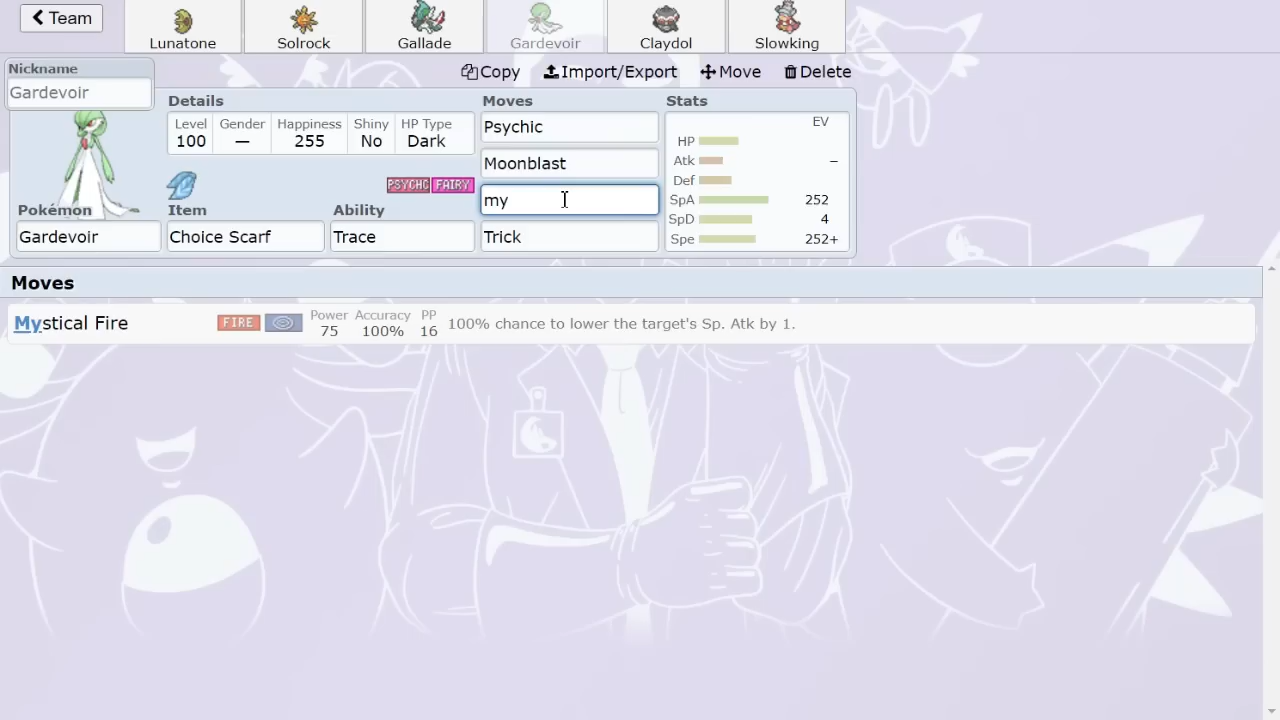 Team
Lunatone
Solrock
Gallade
Gardevoir
Claydol
Slowking
Nickname
Gardevoir
Copy
Import/Export
Move
Delete
Details
Level
100
Gender
—
Happiness
255
Shiny
No
HP Type
Dark
PSYCHC FAIRY
Pokémon
Gardevoir
Item
Choice Scarf
Ability
Trace
Moves
Psychic
Moonblast
my
Trick
Stats
EV
HP
Atk –
Def
SpA 252
SpD 4
Spe 252+
Moves
Mystical Fire
FIRE
Power
75
Accuracy
100%
PP
16
100% chance to lower the target's Sp. Atk by 1.